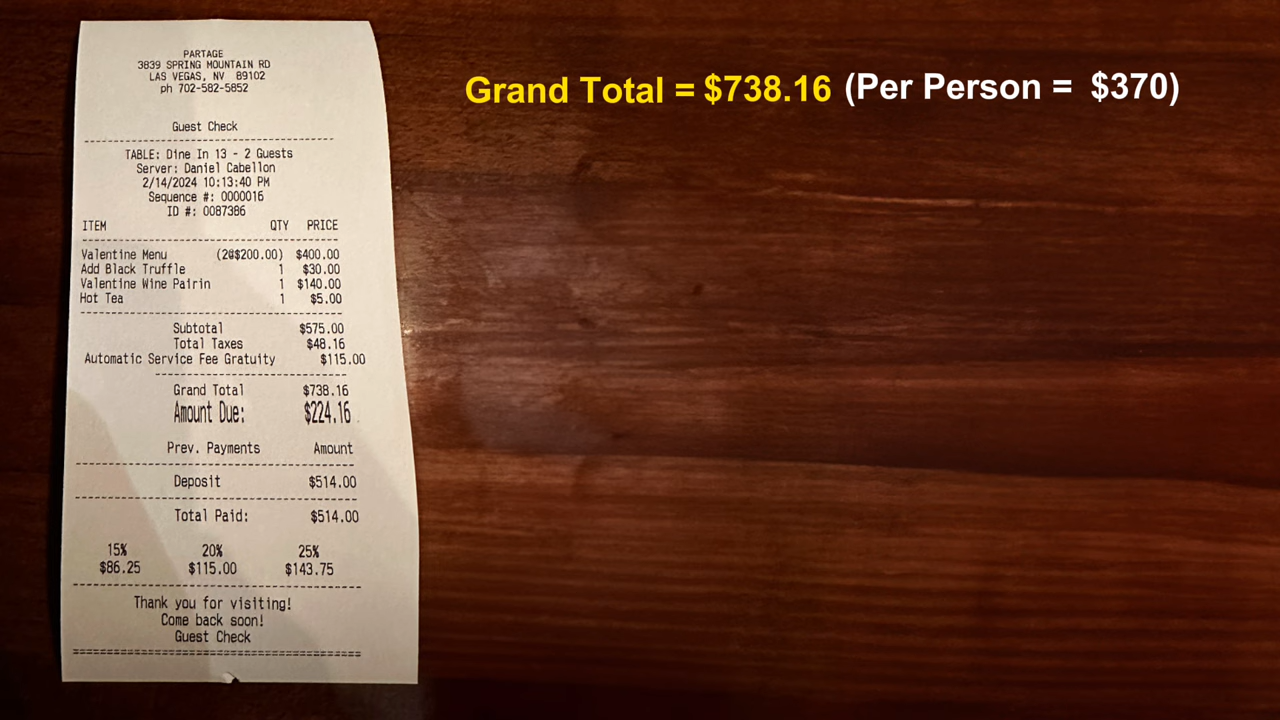 PARTAGE
3839 SPRING MOUNTAIN RD
LAS VEGAS, NV 89102
ph 702-582-5852
Guest Check
TABLE: Dine In 13 - 2 Guests
Server: Daniel Cabellon
2/14/2024 10:13:40 PM
Sequence #: 0000016
ID #: 0087386
ITEM QTY PRICE
Valentine Menu (2@$200.00) $400.00
Add Black Truffle 1 $30.00
Valentine Wine Pairin 1 $140.00
Hot Tea 1 $5.00
Subtotal $575.00
Total Taxes $48.16
Automatic Service Fee Gratuity $115.00
Grand Total $738.16
Amount Due: $224.16
Prev. Payments Amount
Deposit $514.00
Total Paid: $514.00
15% 20% 25%
$86.25 $115.00 $143.75
Thank you for visiting!
Come back soon!
Guest Check
Grand Total = $738.16 (Per Person = $370)